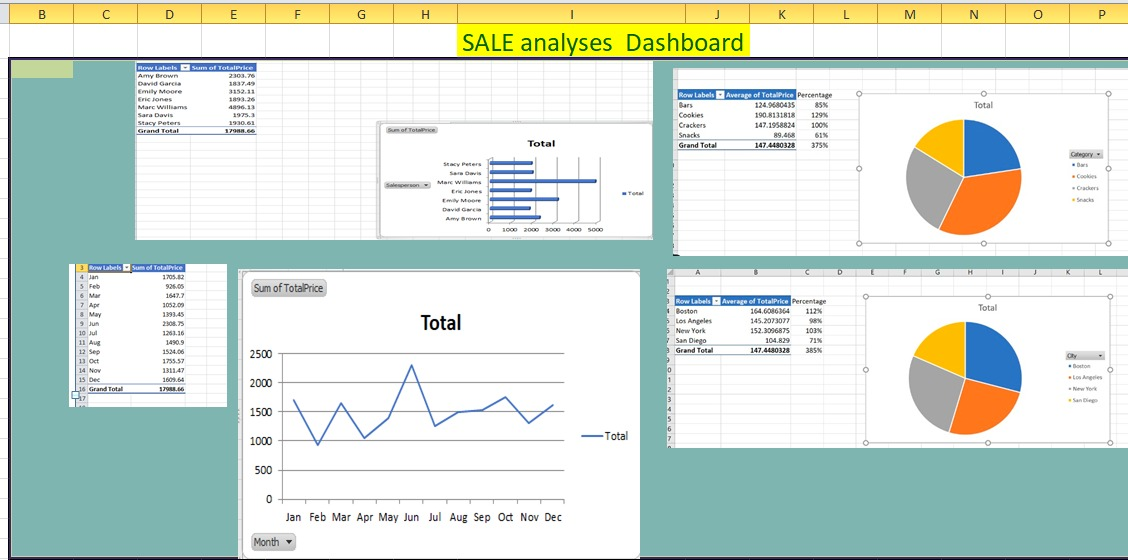 B C D E F G H I J K L M N O P
SALE analyses Dashboard
Row Labels Sum of TotalPrice
Amy Brown 2303.76
David Garcia 1837.49
Emily Moore 3152.11
Eric Jones 1893.26
Marc Williams 4896.13
Sara Davis 1975.3
Stacy Peters 1930.61
Grand Total 17988.66
Sum of TotalPrice
Total
Salesperson
Stacy Peters
Sara Davis
Marc Williams
Eric Jones
Emily Moore
David Garcia
Amy Brown
0 1000 2000 3000 4000 5000
Total
Row Labels Average of TotalPrice Percentage
Bars 124.9680435 85%
Cookies 190.8131818 129%
Crackers 147.1958824 100%
Snacks 89.468 61%
Grand Total 147.4480328 375%
Total
Category
Bars
Cookies
Crackers
Snacks
3 Row Labels Sum of TotalPrice
4 Jan 1705.82
5 Feb 926.05
6 Mar 1647.7
7 Apr 1052.09
8 May 1393.45
9 Jun 2308.75
10 Jul 1263.16
11 Aug 1490.9
12 Sep 1524.06
13 Oct 1755.57
14 Nov 1311.47
15 Dec 1609.64
16 Grand Total 17988.66
17
Sum of TotalPrice
Total
2500
2000
1500
1000
500
0
Jan Feb Mar Apr May Jun Jul Aug Sep Oct Nov Dec
Total
Month
A B C D E F G H I J K L
Row Labels Average of TotalPrice Percentage
Boston 164.6086364 112%
Los Angeles 145.2073077 98%
New York 152.3096875 103%
San Diego 104.829 71%
Grand Total 147.4480328 385%
Total
City
Boston
Los Angeles
New York
San Diego